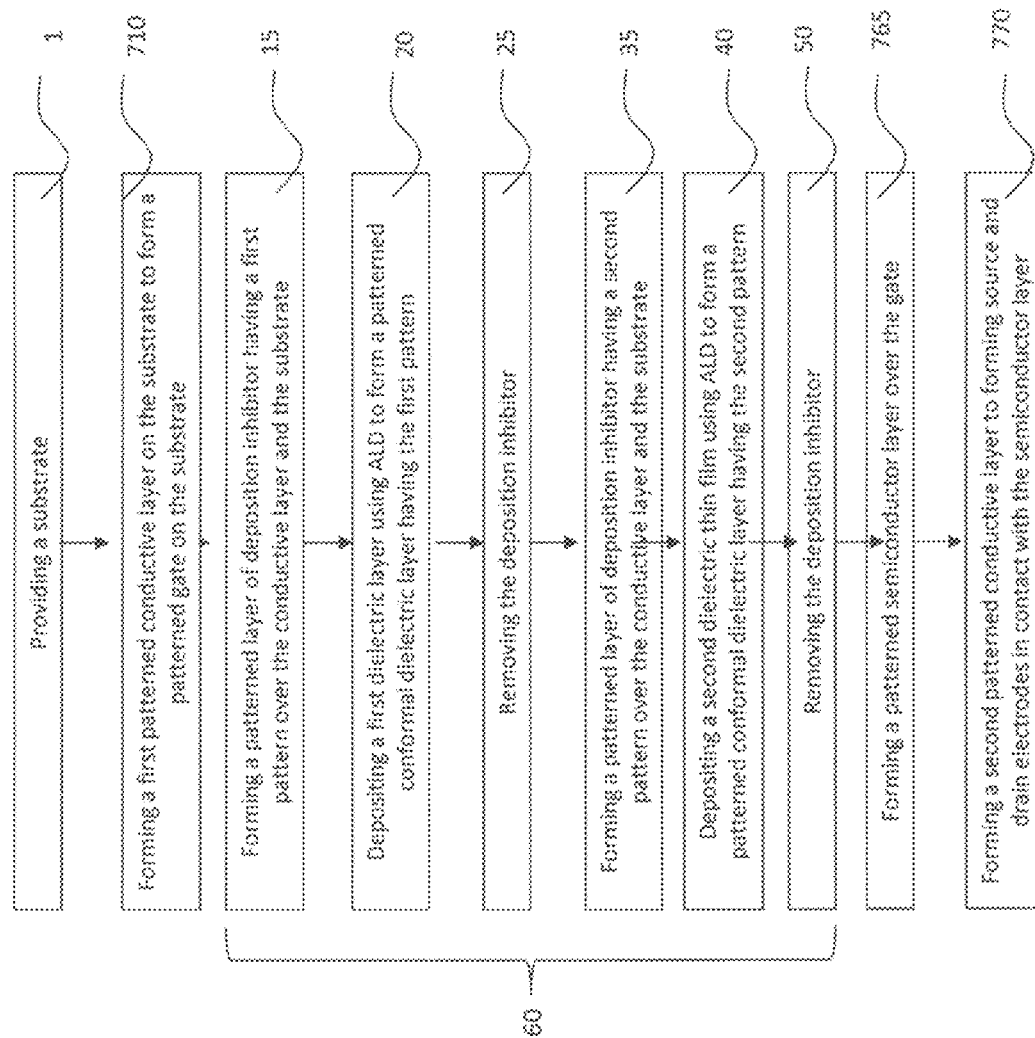 Providing a substrate
1
Forming a first patterned conductive layer on the substrate to form a
patterned gate on the substrate
710
Forming a patterned layer of deposition inhibitor having a first
pattern over the conductive layer and the substrate
15
Depositing a first dielectric layer using ALD to form a patterned
conformal dielectric layer having the first pattern
20
Removing the deposition inhibitor
25
Forming a patterned layer of deposition inhibitor having a second
pattern over the conductive layer and the substrate
35
Depositing a second dielectric thin film using ALD to form a
patterned conformal dielectric layer having the second pattern
40
Removing the deposition inhibitor
50
Forming a patterned semiconductor layer over the gate
765
Forming a second patterned conductive layer to forming source and
drain electrodes in contact with the semiconductor layer
770
60